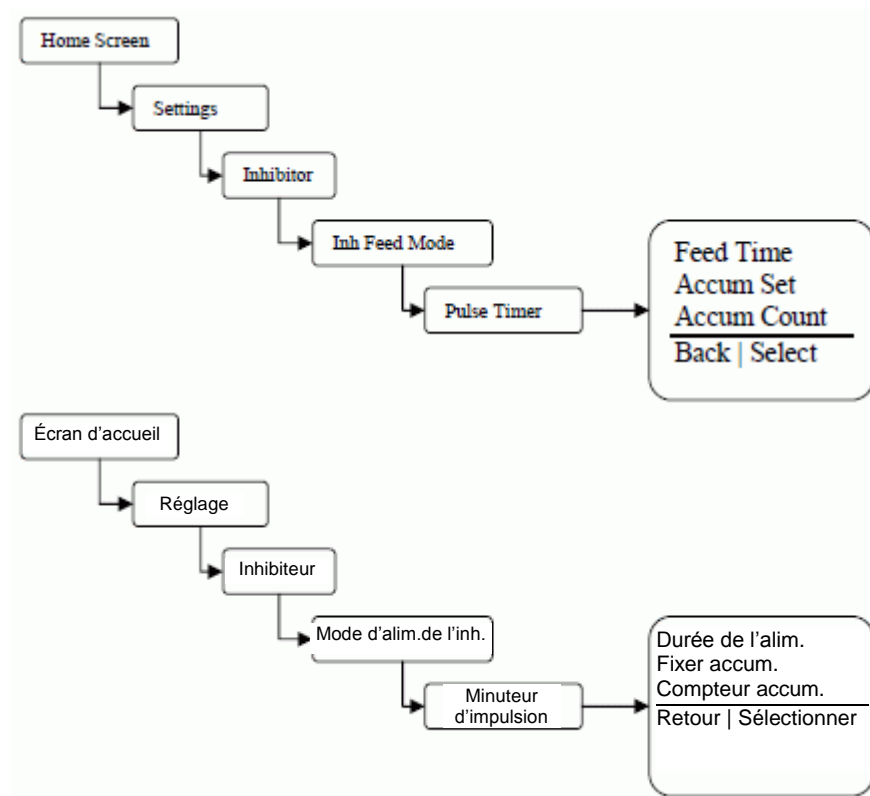 Home Screen
Settings
Inhibitor
Inh Feed Mode
Pulse Timer
Feed Time
Accum Set
Accum Count
Back | Select
Écran d’accueil
Réglage
Inhibiteur
Mode d’alim.de l’inh.
Minuteur
d’impulsion
Durée de l’alim.
Fixer accum.
Compteur accum.
Retour | Sélectionner